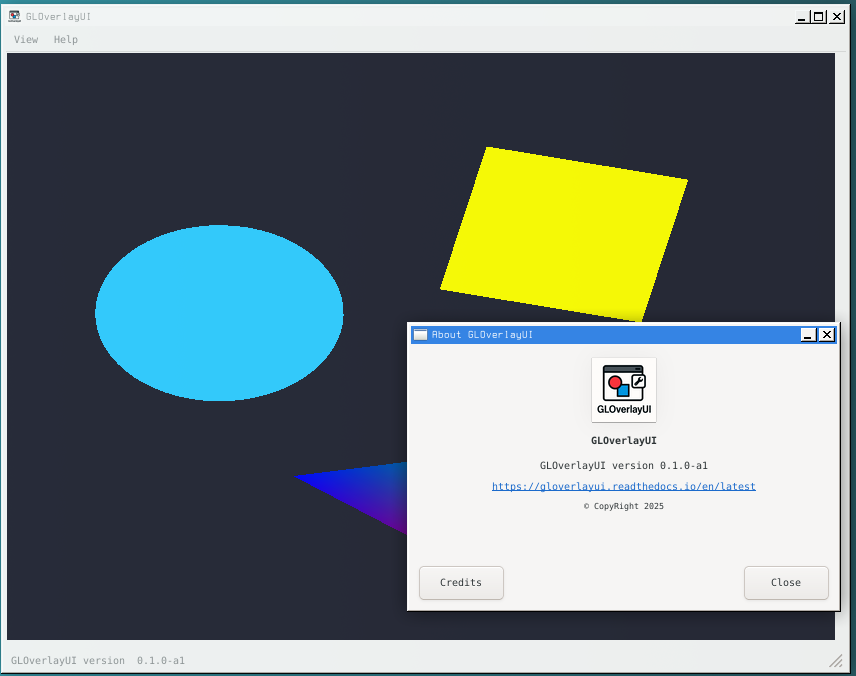 GLOverlayUI
View Help
About GLOverlayUI
GLOverlayUI
GLOverlayUI
GLOverlayUI version 0.1.0-a1
https://gloverlayui.readthedocs.io/en/latest
© CopyRight 2025
Credits Close
GLOverlayUI version 0.1.0-a1